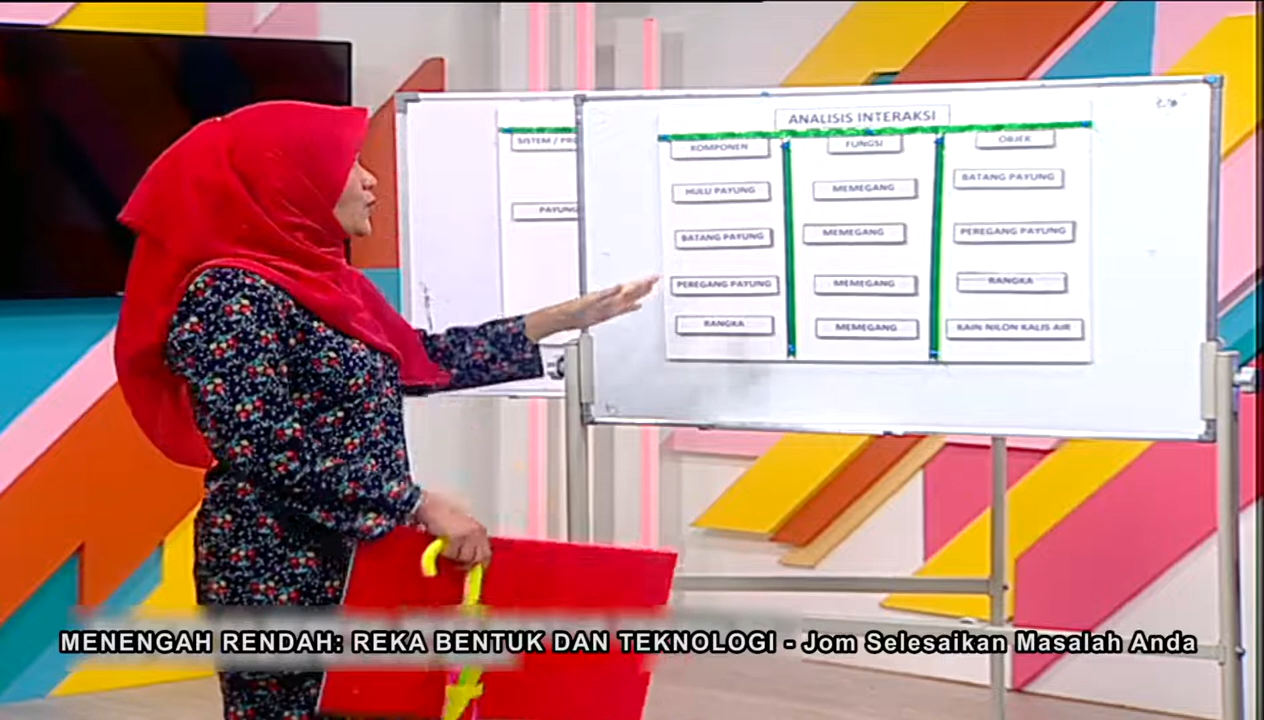 ANALISIS INTERAKSI
SISTEM /
KOMPONEN
FUNGSI
OBJEK
PAYUNG
HULU PAYUNG
MEMEGANG
BATANG PAYUNG
BATANG PAYUNG
MEMEGANG
PEREGANG PAYUNG
PEREGANG PAYUNG
MEMEGANG
RANGKA
RANGKA
MEMEGANG
KAIN NILON KALIS AIR
MENENGAH RENDAH: REKA BENTUK DAN TEKNOLOGI - Jom Selesaikan Masalah Anda